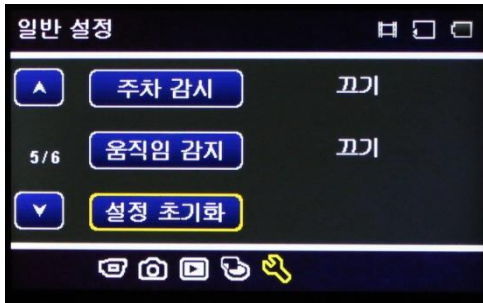 일반 설정
주차 감시 끄기
5/6
움직임 감지 끄기
설정 초기화